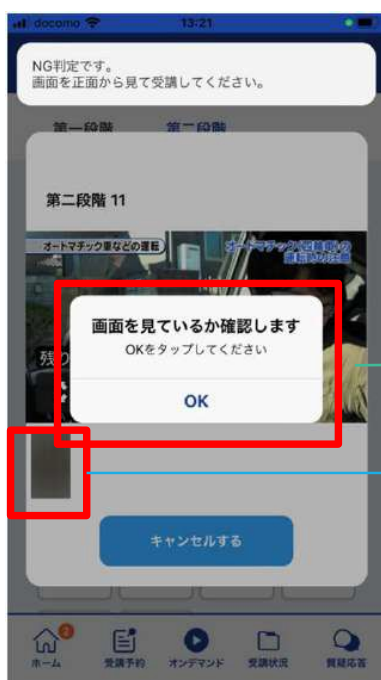 docomo 13:21
NG判定です。
画面を正面から見て受講してください。
第一段階 第二段階
第二段階 11
オートマチック車などの運転
オートマチック(四輪車)の
運転時の注意
画面を見ているか確認します
OKをタップしてください
残り
OK
キャンセルする
2
ホーム 受講予約 オンデマンド 受講状況 質疑応答